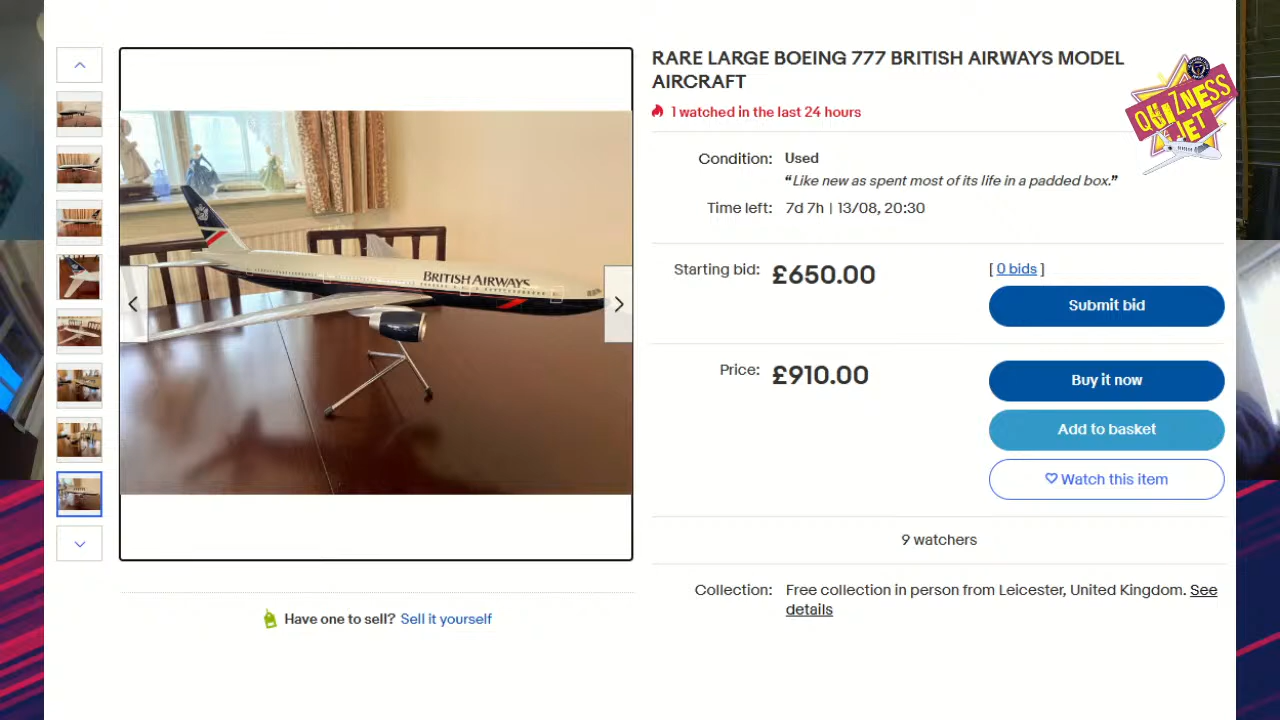 RARE LARGE BOEING 777 BRITISH AIRWAYS MODEL
AIRCRAFT
1 watched in the last 24 hours
QUIZNESS
JET
Condition: Used
“Like new as spent most of its life in a padded box.”
Time left: 7d 7h | 13/08, 20:30
Starting bid: £650.00 [ 0 bids ]
Submit bid
Price: £910.00
Buy it now
Add to basket
Watch this item
9 watchers
Collection: Free collection in person from Leicester, United Kingdom. See
details
BRITISH AIRWAYS
Have one to sell? Sell it yourself